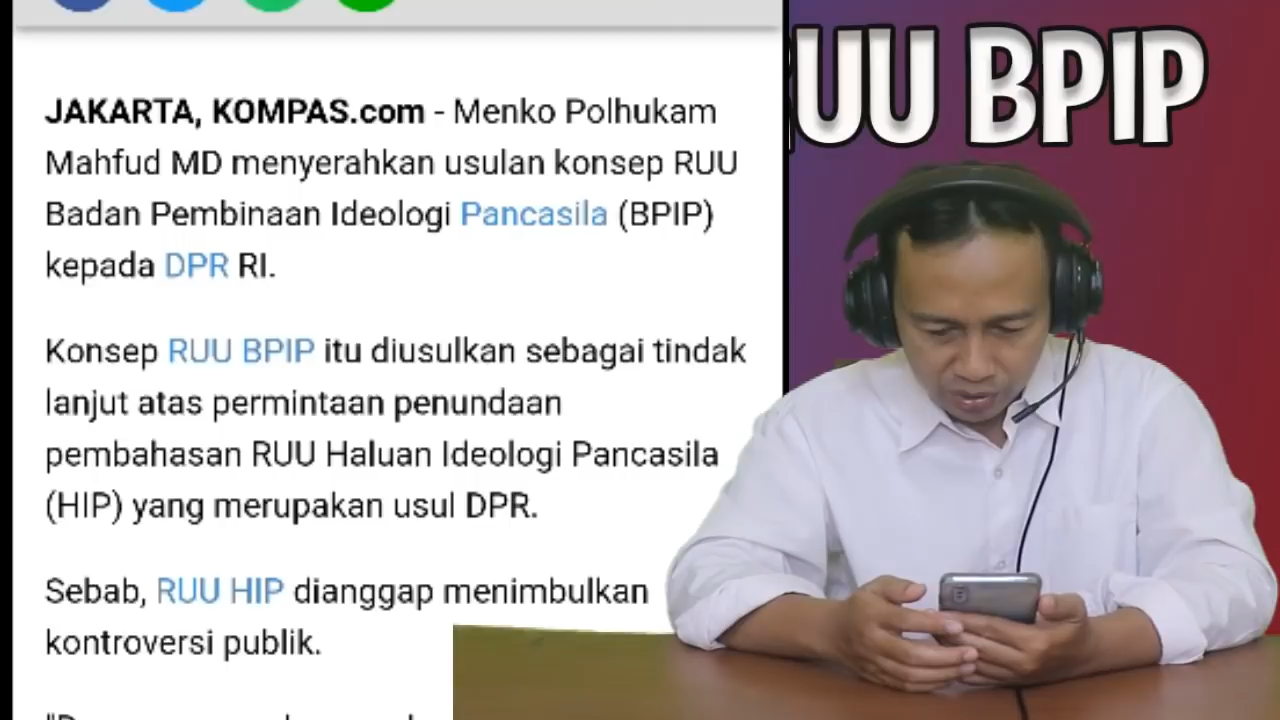 JAKARTA, KOMPAS.com - Menko Polhukam
Mahfud MD menyerahkan usulan konsep RUU
Badan Pembinaan Ideologi Pancasila (BPIP)
kepada DPR RI.
Konsep RUU BPIP itu diusulkan sebagai tindak
lanjut atas permintaan penundaan
pembahasan RUU Haluan Ideologi Pancasila
(HIP) yang merupakan usul DPR.
Sebab, RUU HIP dianggap menimbulkan
kontroversi publik.
RUU BPIP